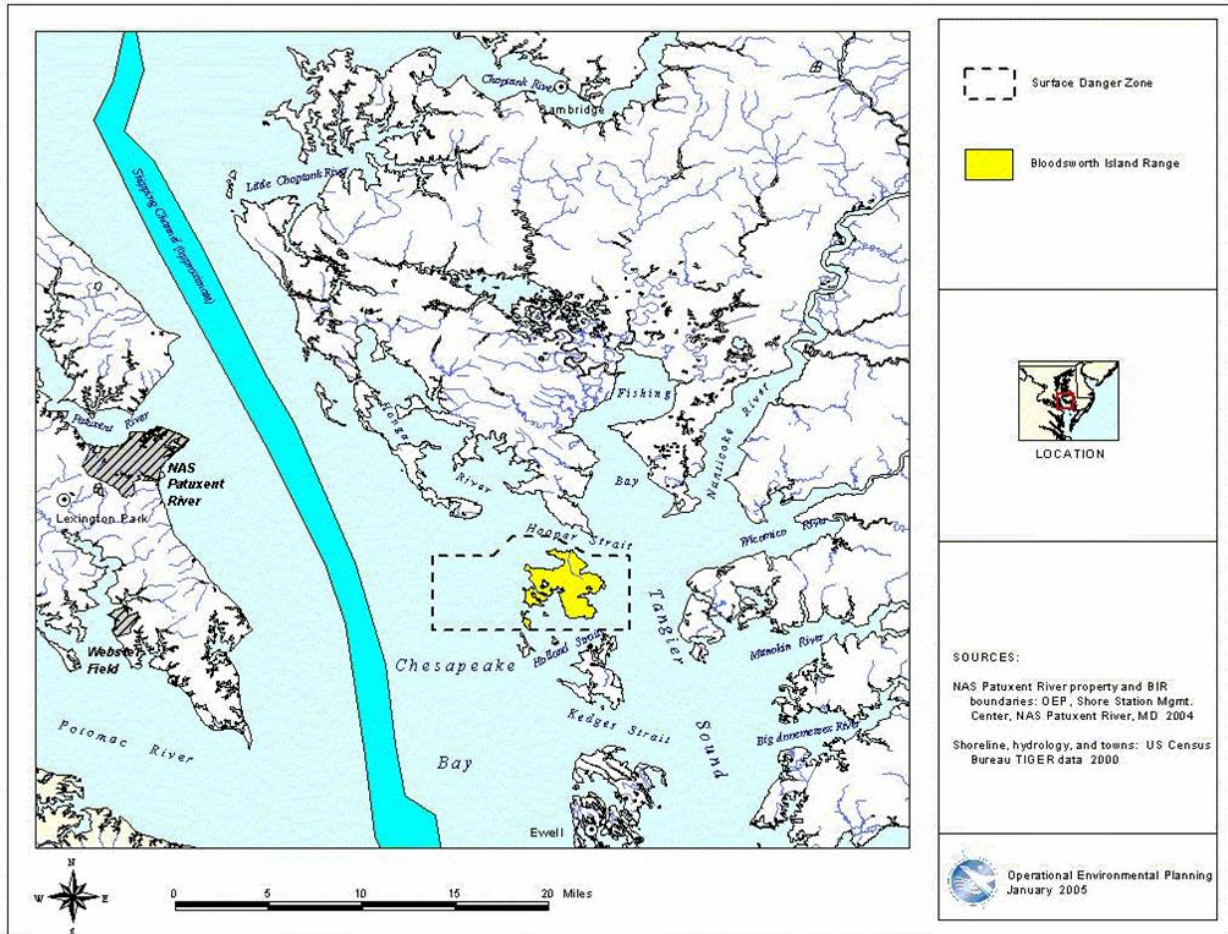 Choptank River
Cambridge
Little Choptank River
Shipping Channel (approximate)
Patuxent River
NAS
Patuxent
River
Lexington Park
Honga
River
Fishing
Bay
Nanticoke River
Hooper Strait
Wicomico River
Tangier
Sound
Holland Strait
Manokin River
Webster
Field
Chesapeake
Bay
Kedger Strait
Big Annemessex River
Potomac River
Ewell
N
W
E
S
0
5
10
15
20
Miles
Surface Danger Zone
Bloodsworth Island Range
LOCATION
SOURCES:
NAS Patuxent River property and BIR
boundaries: OEP, Shore Station Mgmt.
Center, NAS Patuxent River, MD 2004
Shoreline, hydrology, and towns: US Census
Bureau TIGER data 2000
Operational Environmental Planning
January 2005